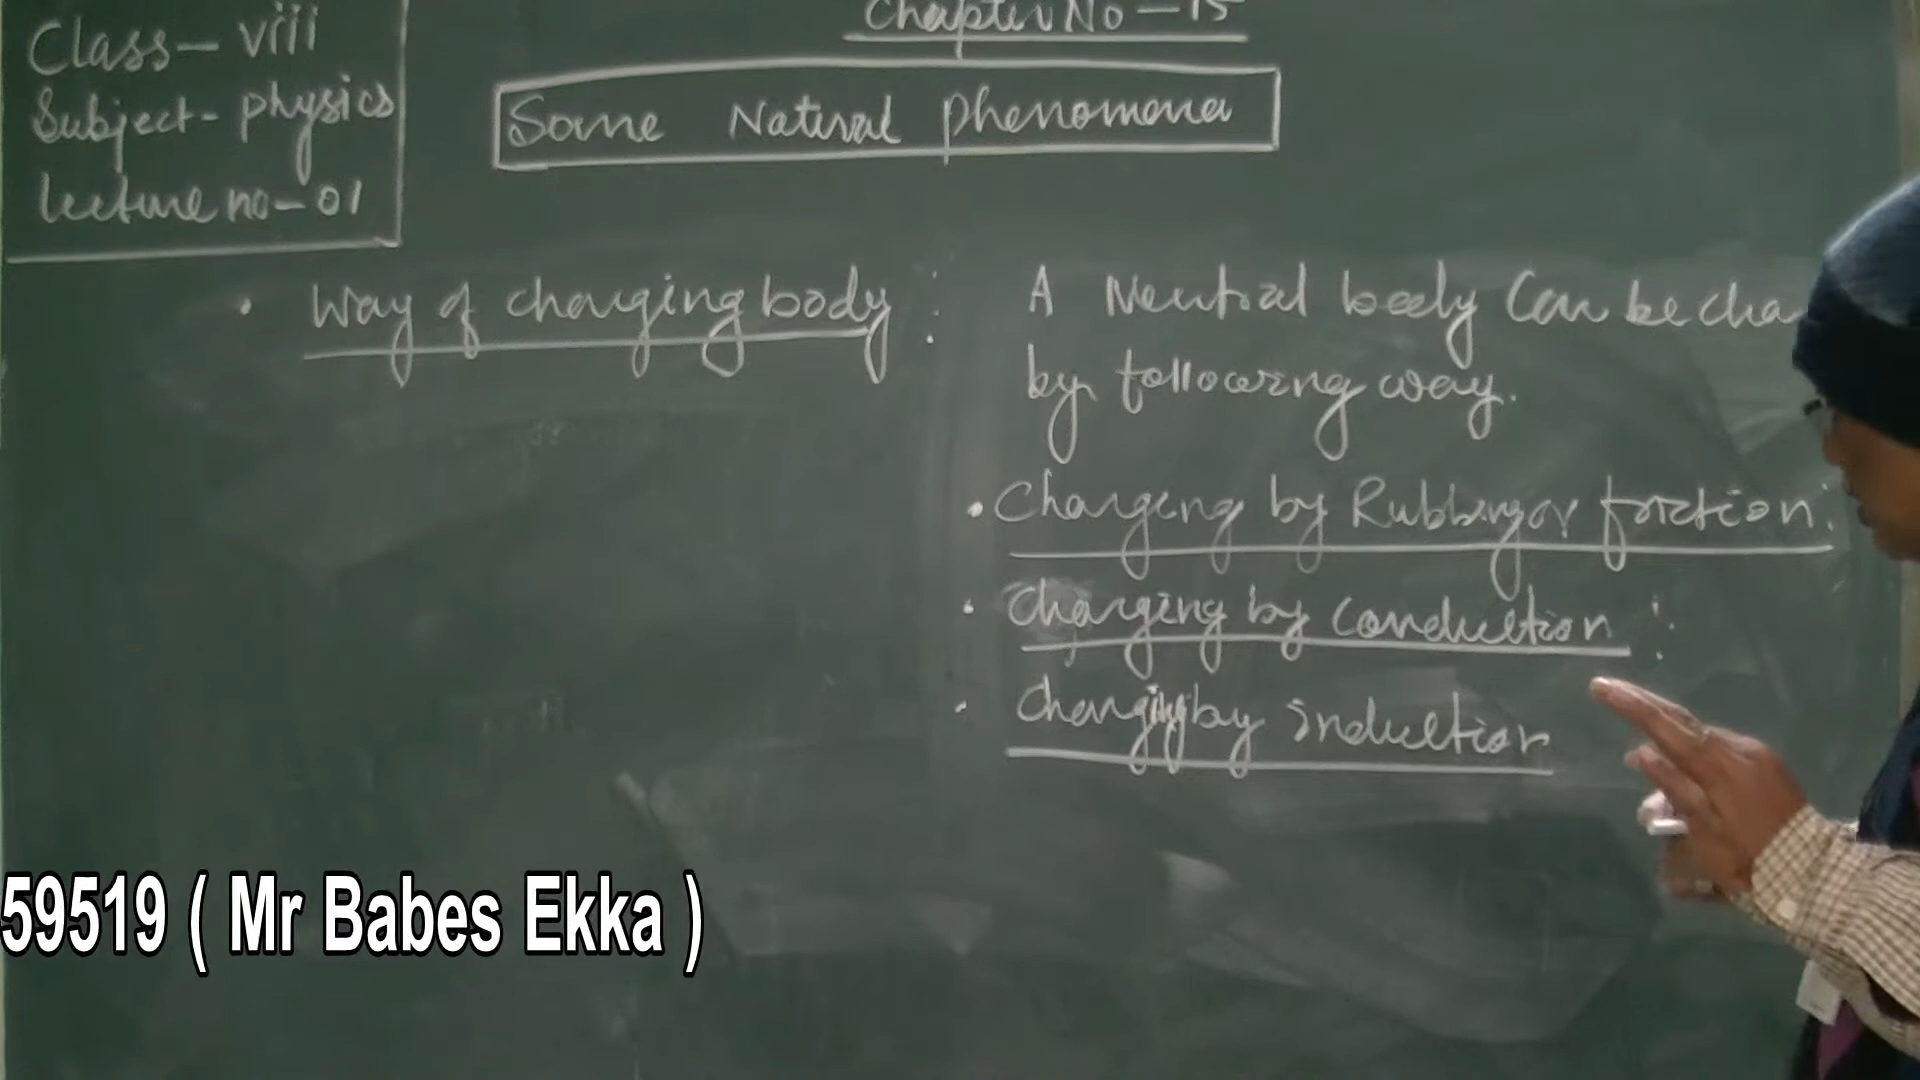 Class - viii
Subject - physics
Lecture no - 01
Chapter No - 15
Some Natural Phenomena
• Way of charging body :
A Neutral body Can be cha
by following way.
• Charging by Rubbing or friction :
• Charging by Conduction :
• Charging by induction
59519 ( Mr Babes Ekka )